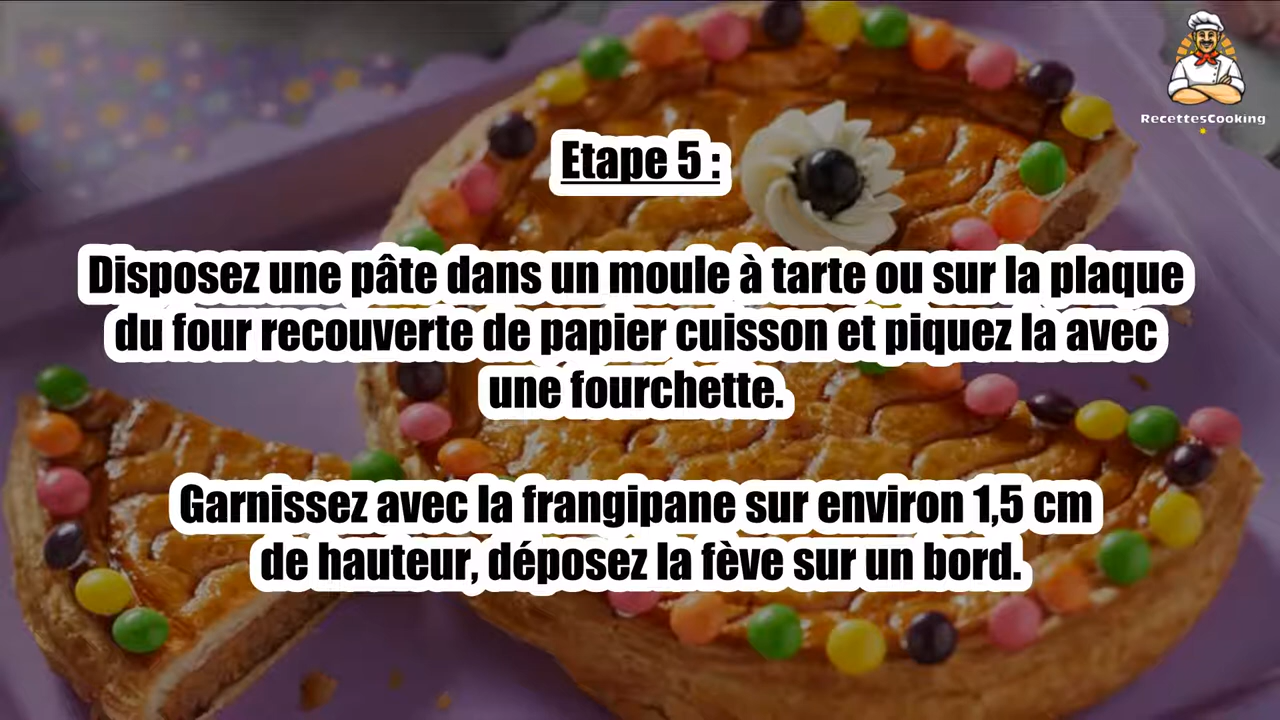 RecettesCooking
Etape 5 :
Disposez une pâte dans un moule à tarte ou sur la plaque
du four recouverte de papier cuisson et piquez la avec
une fourchette.
Garnissez avec la frangipane sur environ 1,5 cm
de hauteur, déposez la fève sur un bord.